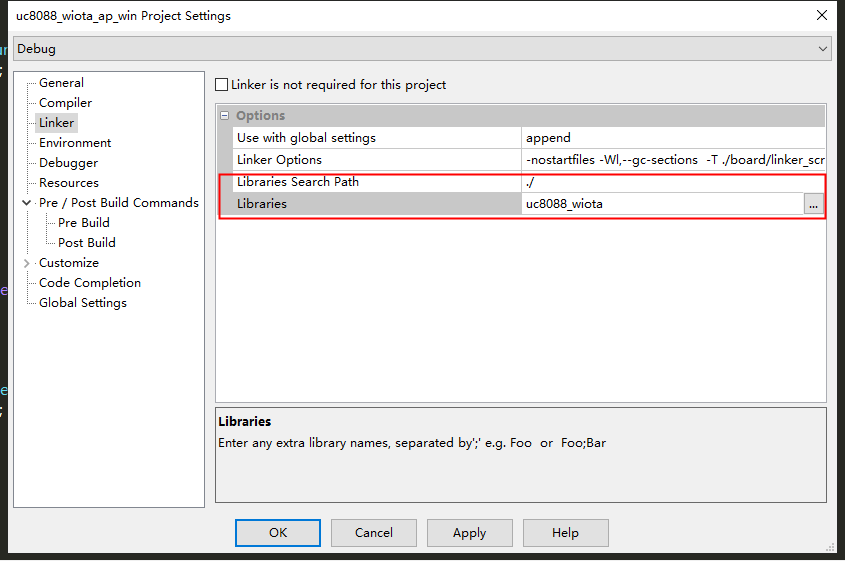 uc8088_wiota_ap_win Project Settings
Debug
General
Compiler
Linker
Environment
Debugger
Resources
Pre / Post Build Commands
Pre Build
Post Build
Customize
Code Completion
Global Settings
Linker is not required for this project
Options
Use with global settings append
Linker Options -nostartfiles -Wl,--gc-sections -T ./board/linker_scr
Libraries Search Path ./
Libraries uc8088_wiota ...
Libraries
Enter any extra library names, separated by';' e.g. Foo or Foo;Bar
OK Cancel Apply Help